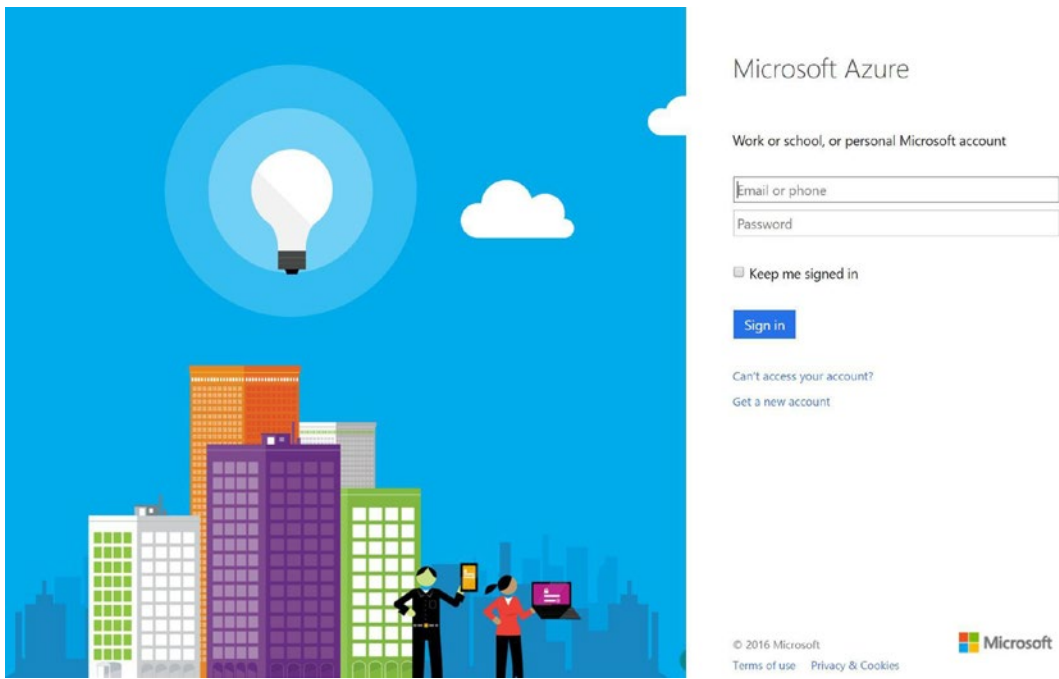 Microsoft Azure
Work or school, or personal Microsoft account
Email or phone
Password
Keep me signed in
Sign in
Can't access your account?
Get a new account
© 2016 Microsoft
Terms of use Privacy & Cookies
Microsoft